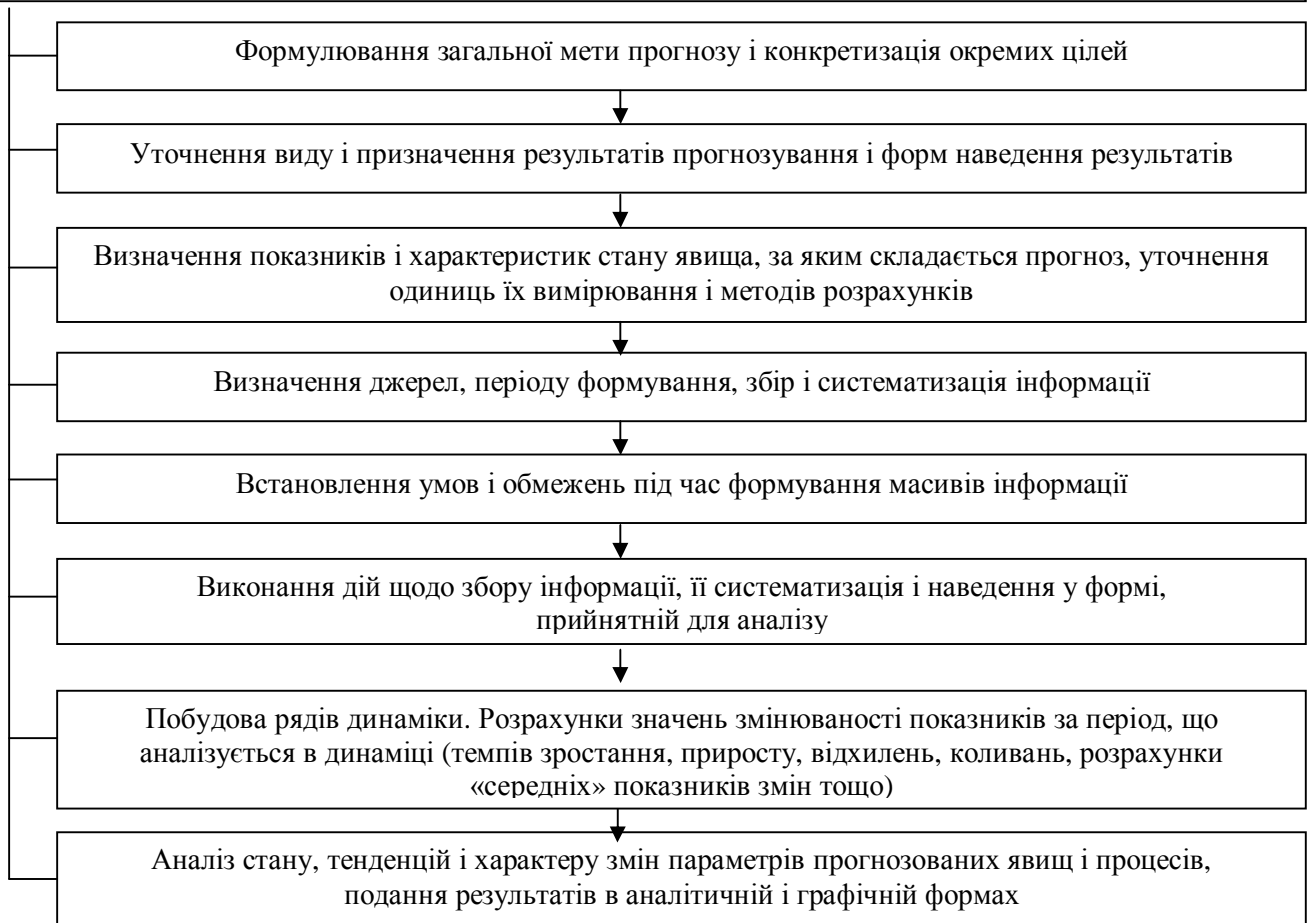 Формулювання загальної мети прогнозу і конкретизація окремих цілей
Уточнення виду і призначення результатів прогнозування і форм наведення результатів
Визначення показників і характеристик стану явища, за яким складається прогноз, уточнення
одиниць їх вимірювання і методів розрахунків
Визначення джерел, періоду формування, збір і систематизація інформації
Встановлення умов і обмежень під час формування масивів інформації
Виконання дій щодо збору інформації, її систематизація і наведення у формі,
прийнятній для аналізу
Побудова рядів динаміки. Розрахунки значень змінюваності показників за період, що
аналізується в динаміці (темпів зростання, приросту, відхилень, коливань, розрахунки
«середніх» показників змін тощо)
Аналіз стану, тенденцій і характеру змін параметрів прогнозованих явищ і процесів,
подання результатів в аналітичній і графічній формах